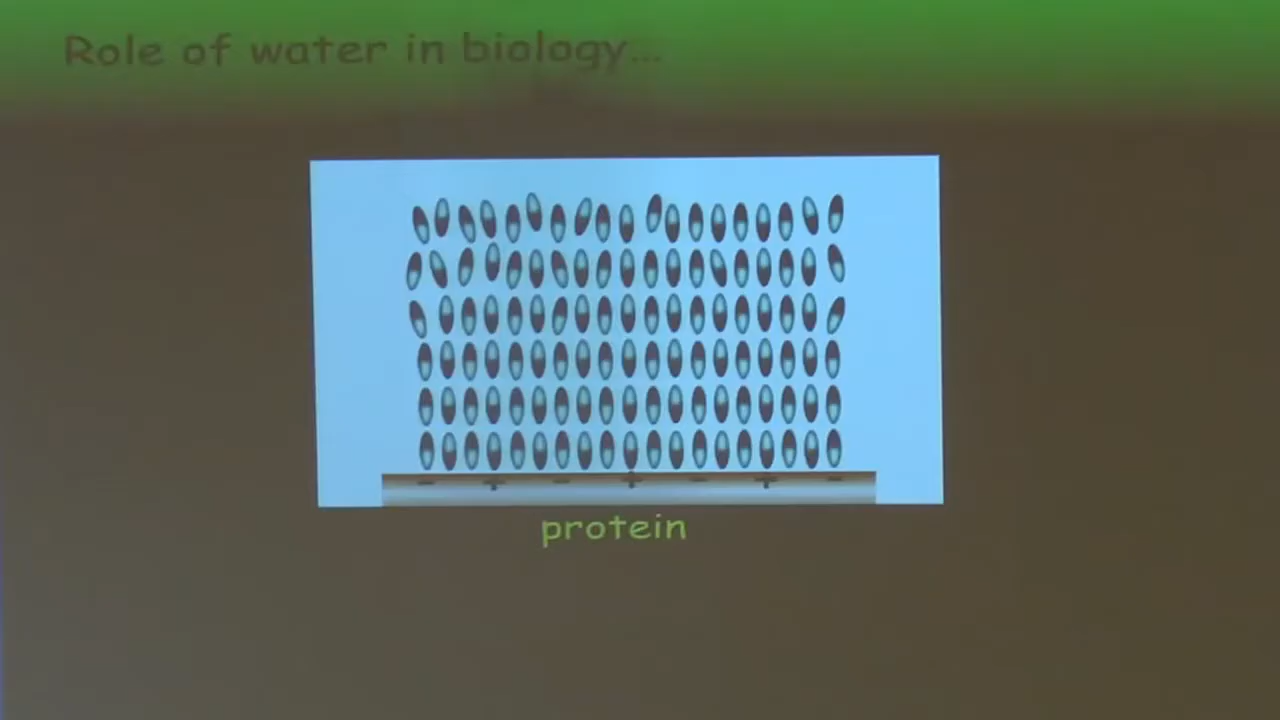 Role of water in biology...
- + - + - + -
protein